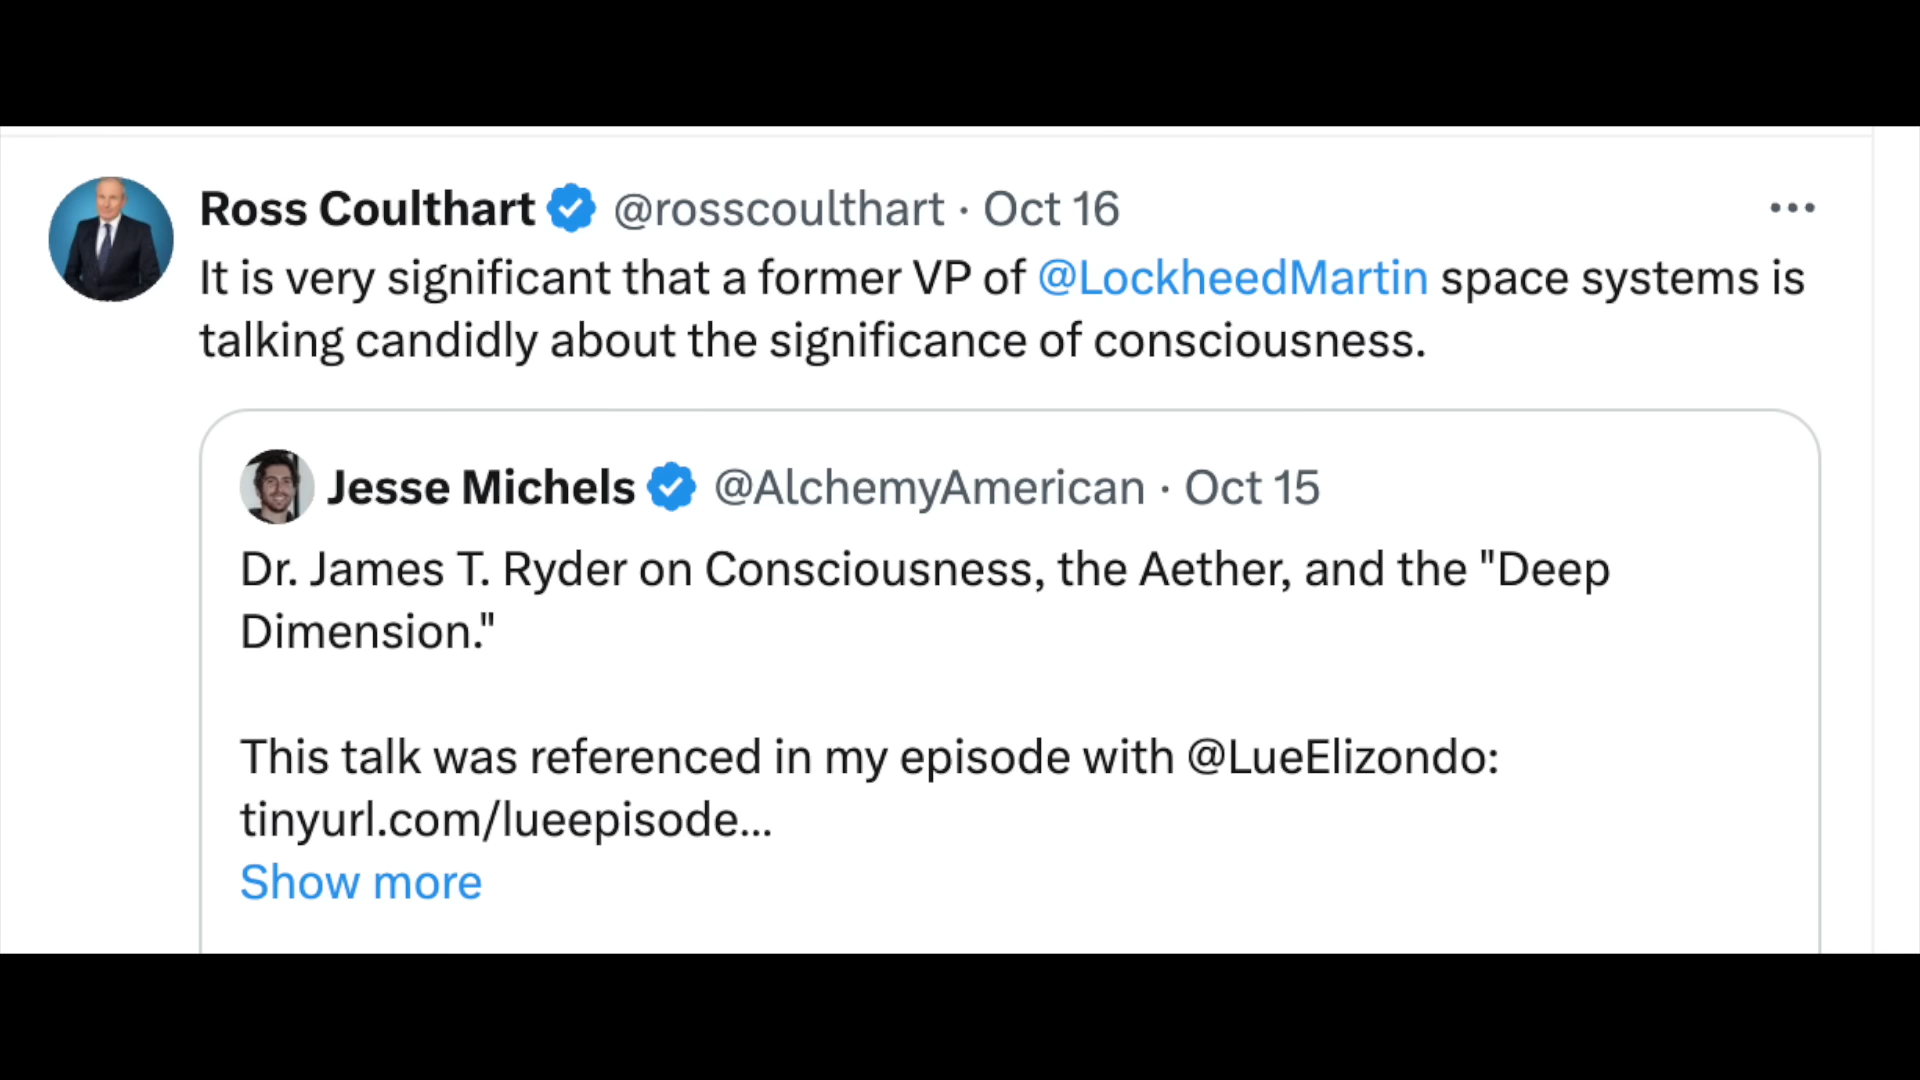 Ross Coulthart @rosscoulthart · Oct 16
It is very significant that a former VP of @LockheedMartin space systems is
talking candidly about the significance of consciousness.
Jesse Michels @AlchemyAmerican · Oct 15
Dr. James T. Ryder on Consciousness, the Aether, and the "Deep
Dimension."
This talk was referenced in my episode with @LueElizondo:
tinyurl.com/lueepisode...
Show more